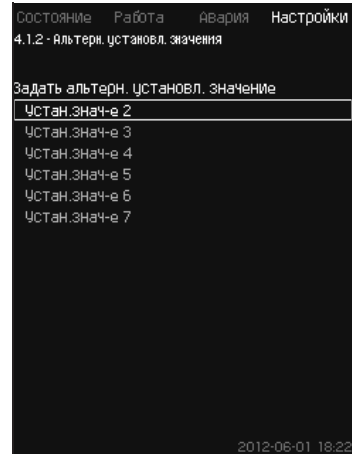 Состояние Работа Авария Настройки
4.1.2 - Альтерн. установл. значения
Задать альтерн. установл. значение
Устан.знач-е 2
Устан.знач-е 3
Устан.знач-е 4
Устан.знач-е 5
Устан.знач-е 6
Устан.знач-е 7
2012-06-01 18:22